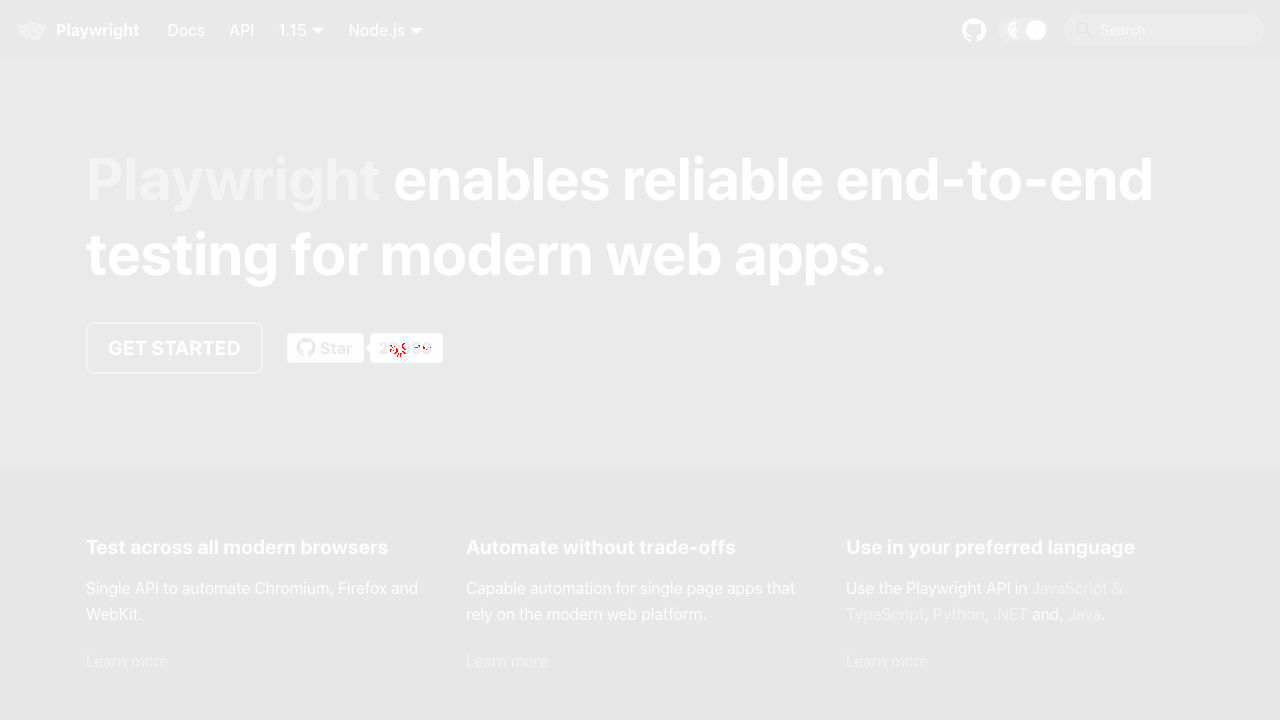 Playwright Docs API 1.15 Node.js Search
Playwright enables reliable end-to-end
testing for modern web apps.
GET STARTED Star
Test across all modern browsers
Single API to automate Chromium, Firefox and
WebKit.
Learn more
Automate without trade-offs
Capable automation for single page apps that
rely on the modern web platform.
Learn more
Use in your preferred language
Use the Playwright API in JavaScript &
TypeScript, Python, .NET and, Java.
Learn more